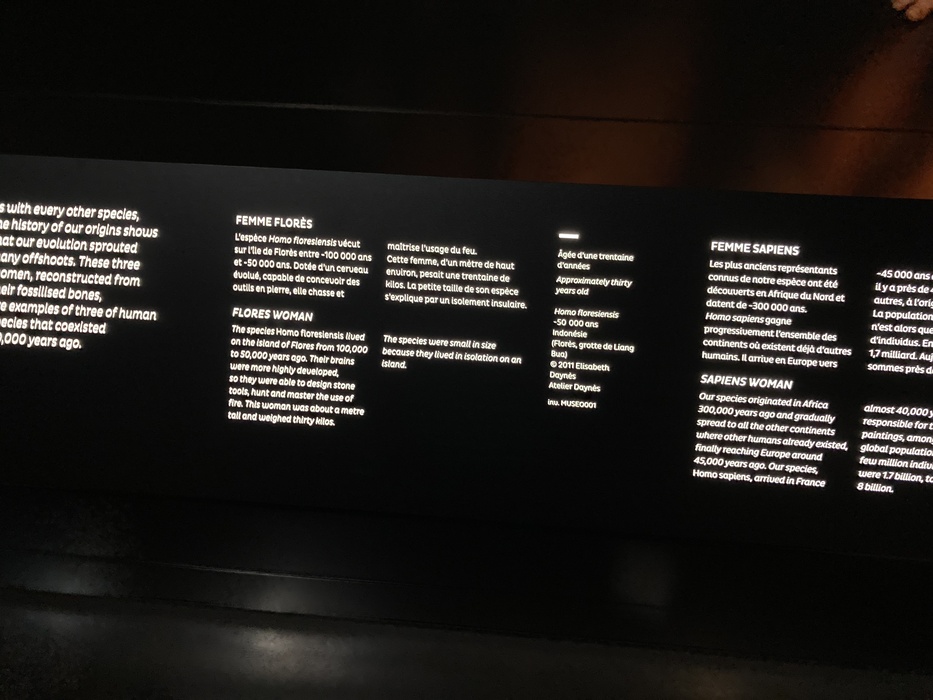 s with every other species,
history of our origins shows
that our evolution sprouted
offshoots. These three
reconstructed from
fossilised bones,
examples of three of human
that coexisted
,000 years ago.
FEMME FLORÈS
L'espèce Homo floresiensis vécut
sur l'île de Florès entre -100 000 ans
et -50 000 ans. Dotée d'un cerveau
évolué, capable de concevoir des
outils en pierre, elle chasse et
maîtrise l'usage du feu.
Cette femme, d'un mètre de haut
environ, pesait une trentaine de
kilos. La petite taille de son espèce
s'explique par un isolement insulaire.
FLORES WOMAN
The species Homo floresiensis lived
on the island of Flores from 100,000
to 50,000 years ago. Their brains
were more highly developed,
so they were able to design stone
tools, hunt and master the use of
fire. This woman was about a metre
tall and weighed thirty kilos.
The species were small in size
because they lived in isolation on an
island.
Âgée d'une trentaine
d'années
Approximately thirty
years old
Homo floresiensis
-50 000 ans
Indonésie
(Florès, grotte de Liang
Bua)
© 2011 Elisabeth
Daynès
Atelier Daynès
Inv. MUSEO001
FEMME SAPIENS
Les plus anciens représentants
connus de notre espèce ont été
découverts en Afrique du Nord et
datent de -300 000 ans.
Homo sapiens gagne
progressivement l'ensemble des
continents où existent déjà d'autres
humains. Il arrive en Europe vers
-45 000 ans
il y a près de
autres, à
La population
n'est alors que
d'individus. En
1,7 milliard.
sommes près
SAPIENS WOMAN
Our species originated in Africa
300,000 years ago and gradually
spread to all the other continents
where other humans already existed,
finally reaching Europe around
45,000 years ago. Our species,
Homo sapiens, arrived in France
almost 40,000
responsible for
paintings,
global
few million
were 1.7 billion,
8 billion.